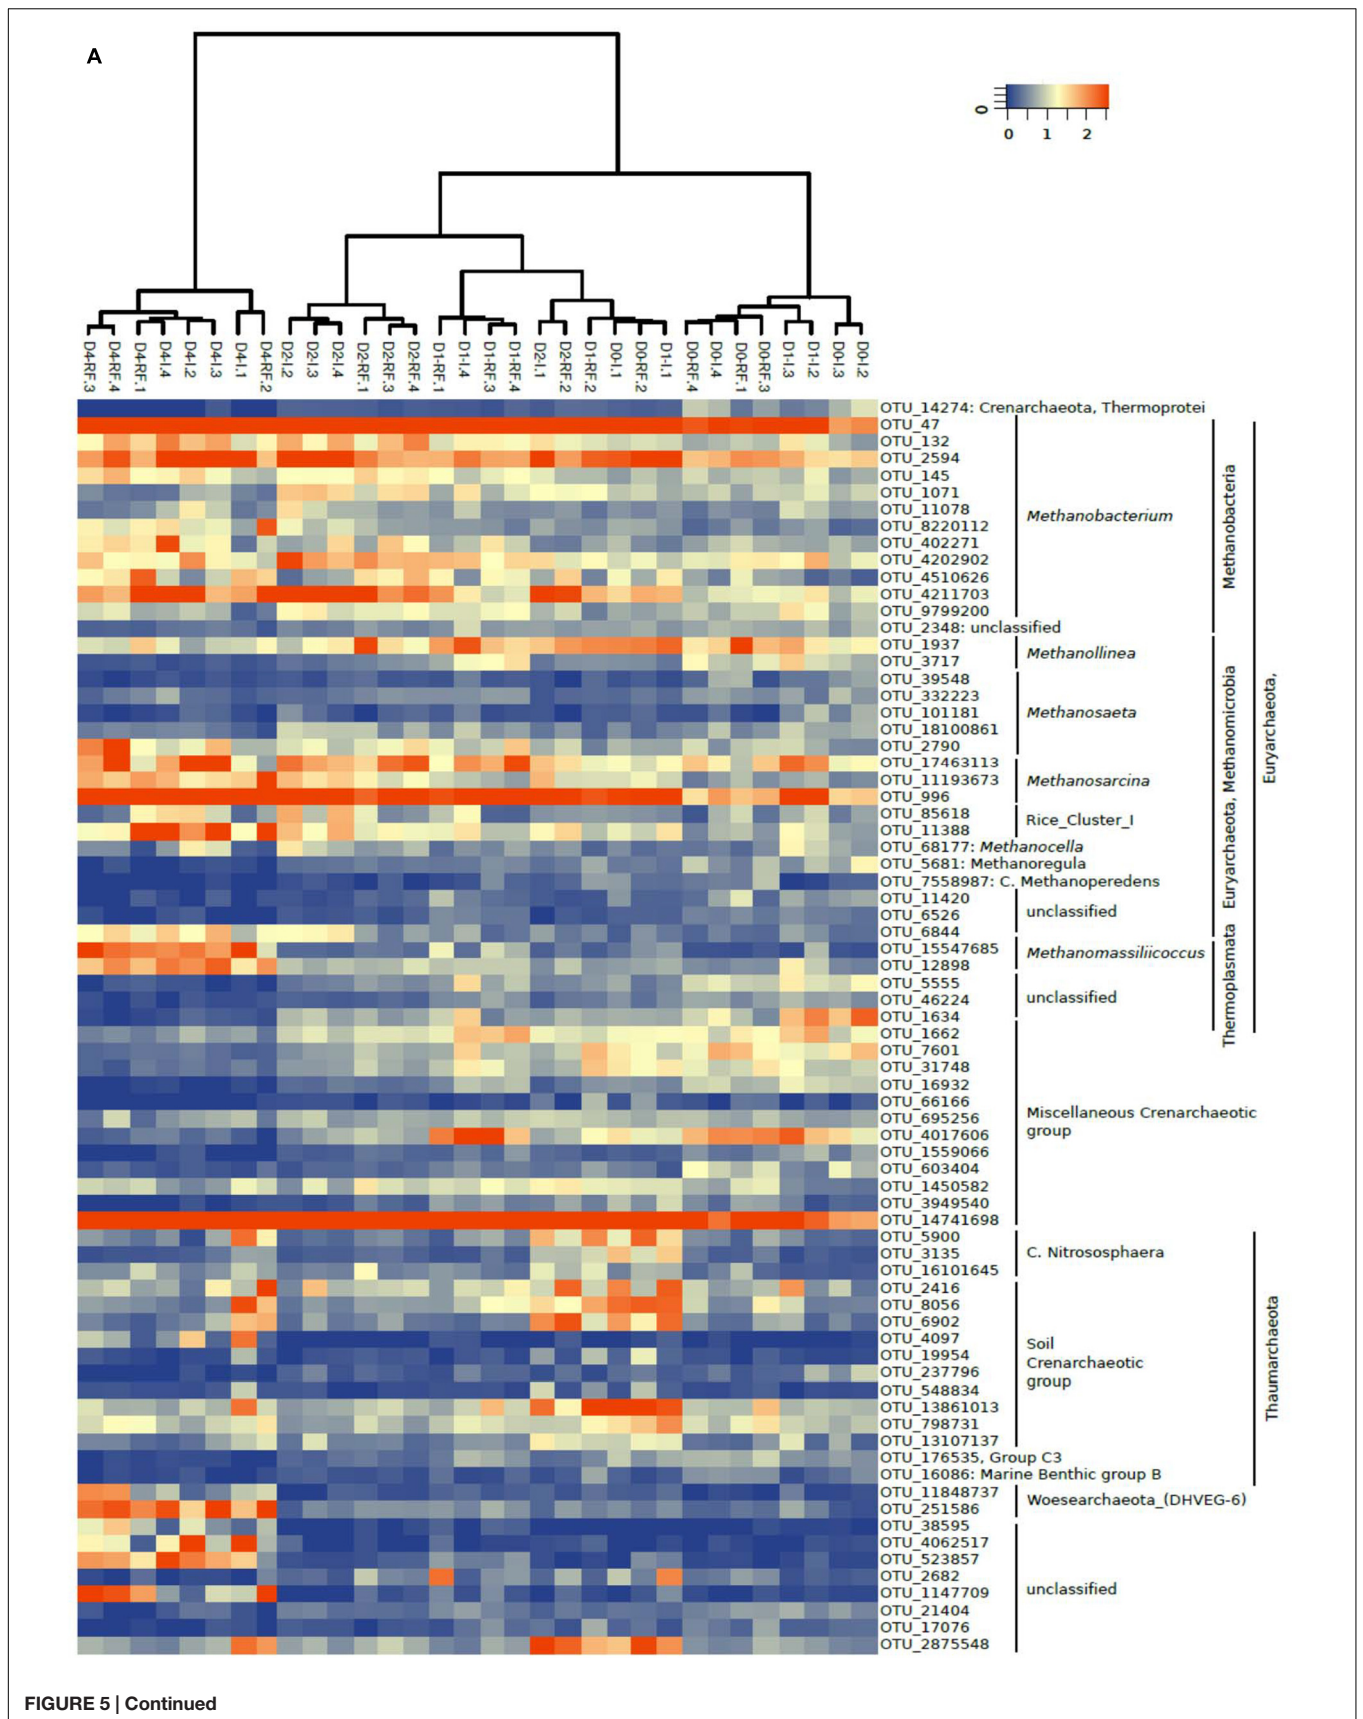 A
0
0 1 2
D4-RF.3
D4-RF.4
D4-RF.1
D4-I.4
D4-I.2
D4-I.3
D4-I.1
D4-RF.2
D2-I.2
D2-I.3
D2-I.4
D2-RF.1
D2-RF.3
D2-RF.4
D1-RF.1
D1-I.4
D1-RF.3
D1-RF.4
D2-I.1
D2-RF.2
D1-RF.2
D0-I.1
D0-RF.2
D1-I.1
D0-RF.4
D0-I.4
D0-RF.1
D0-RF.3
D1-I.3
D1-I.2
D0-I.3
D0-I.2
OTU_14274: Crenarchaeota, Thermoprotei
OTU_47
OTU_132
OTU_2594
OTU_145
OTU_1071
OTU_11078
OTU_8220112
OTU_402271
OTU_4202902
OTU_4510626
OTU_4211703
OTU_9799200
OTU_2348: unclassified
OTU_1937
OTU_3717
OTU_39548
OTU_332223
OTU_101181
OTU_18100861
OTU_2790
OTU_17463113
OTU_11193673
OTU_996
OTU_85618
OTU_11388
OTU_68177: Methanocella
OTU_5681: Methanoregula
OTU_7558987: C. Methanoperedens
OTU_11420
OTU_6526
OTU_6844
OTU_15547685
OTU_12898
OTU_5555
OTU_46224
OTU_1634
OTU_1662
OTU_7601
OTU_31748
OTU_16932
OTU_66166
OTU_695256
OTU_4017606
OTU_1559066
OTU_603404
OTU_1450582
OTU_3949540
OTU_14741698
OTU_5900
OTU_3135
OTU_16101645
OTU_2416
OTU_8056
OTU_6902
OTU_4097
OTU_19954
OTU_237796
OTU_548834
OTU_13861013
OTU_798731
OTU_13107137
OTU_176535, Group C3
OTU_16086: Marine Benthic group B
OTU_11848737
OTU_251586
OTU_38595
OTU_4062517
OTU_523857
OTU_2682
OTU_1147709
OTU_21404
OTU_17076
OTU_2875548
Methanobacterium
Methanollinea
Methanosaeta
Methanosarcina
Rice_Cluster_I
unclassified
Methanomassiliicoccus
unclassified
Miscellaneous Crenarchaeotic
group
C. Nitrososphaera
Soil
Crenarchaeotic
group
Woesearchaeota_(DHVEG-6)
unclassified
Methanobacteria
Euryarchaeota, Methanomicrobia
Thermoplasmata
Euryarchaeota,
Thaumarchaeota
FIGURE 5 | Continued